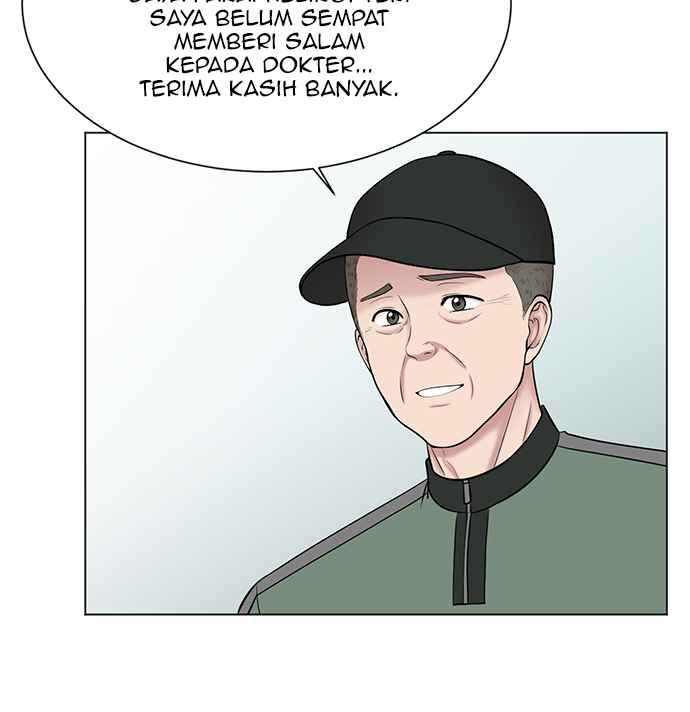 SAYA BELUM SEMPAT
MEMBERI SALAM
KEPADA DOKTER...
TERIMA KASIH BANYAK.